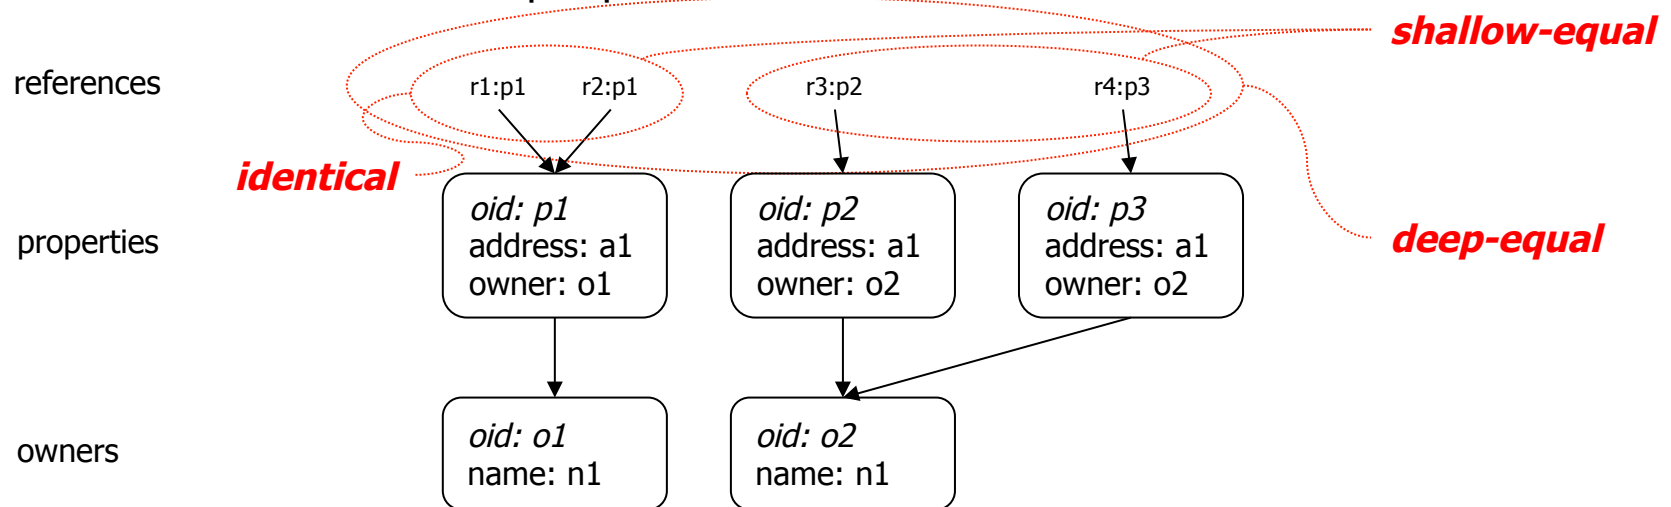 shallow-equal
references
r1:p1 r2:p1 r3:p2 r4:p3
identical
oid: p1 oid: p2 oid: p3
properties address: a1 address: a1 address: a1 deep-equal
owner: o1 owner: o2 owner: o2
oid: o1 oid: o2
owners
name: n1 name: n1